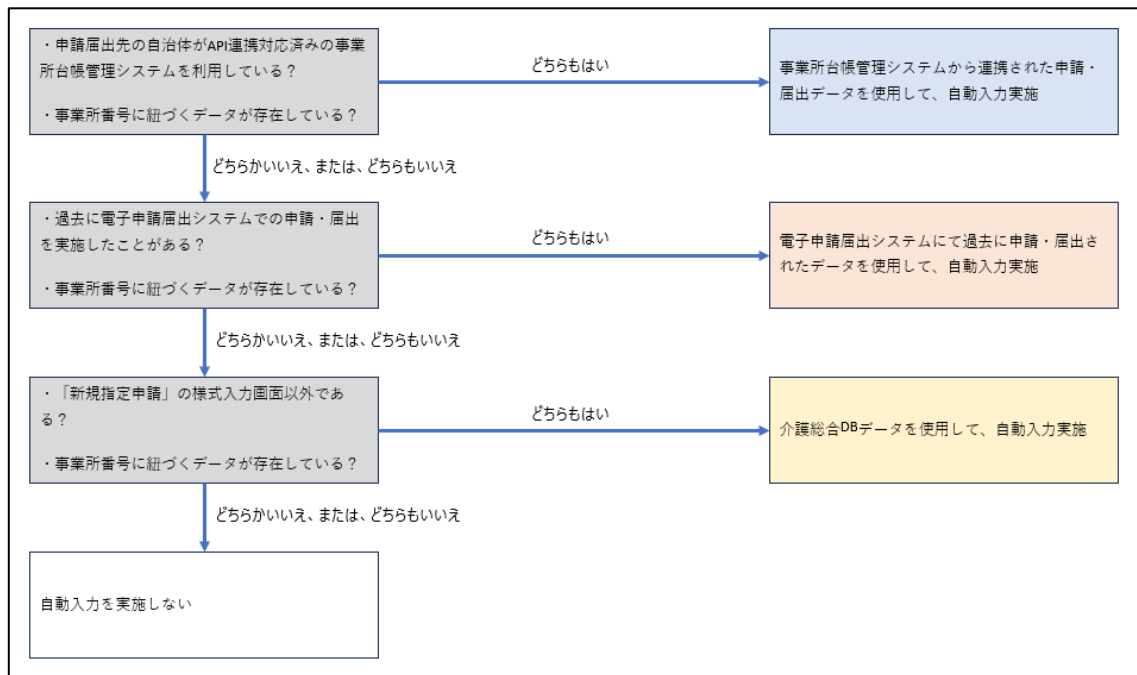 ・申請届出先の自治体がAPI連携対応済みの事業
所台帳管理システムを利用している？
・事業所番号に紐づくデータが存在している？
どちらもはい
事業所台帳管理システムから連携された申請・
届出データを使用して、自動入力実施
どちらかいいえ、または、どちらもいいえ
・過去に電子申請届出システムでの申請・届出
を実施したことがある？
・事業所番号に紐づくデータが存在している？
どちらもはい
電子申請届出システムにて過去に申請・届出さ
れたデータを使用して、自動入力実施
どちらかいいえ、または、どちらもいいえ
・「新規指定申請」の様式入力画面以外であ
る？
・事業所番号に紐づくデータが存在している？
どちらもはい
介護総合DBデータを使用して、自動入力実施
どちらかいいえ、または、どちらもいいえ
自動入力を実施しない